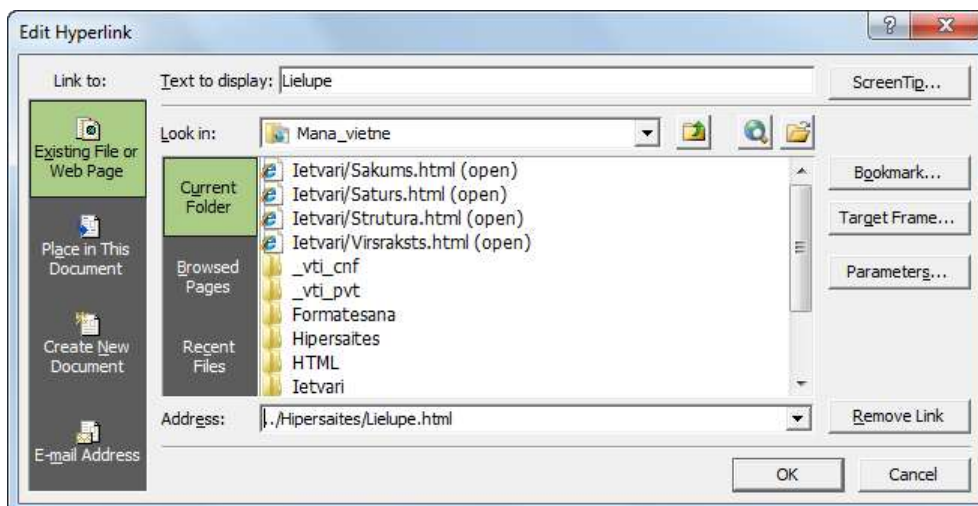 Edit Hyperlink
?
Link to:
Text to display: Lielupe
ScreenTip...
Existing File or
Web Page
Place in This
Document
Create New
Document
E-mail Address
Look in:
Mana_vietne
Current
Folder
Browsed
Pages
Recent
Files
Ietvari/Sakums.html (open)
Ietvari/Saturs.html (open)
Ietvari/Strutura.html (open)
Ietvari/Virsraksts.html (open)
_vti_cnf
_vti_pvt
Formatesana
Hipersaites
HTML
Ietvari
Bookmark...
Target Frame...
Parameters...
Address: ../Hipersaites/Lielupe.html
Remove Link
OK
Cancel